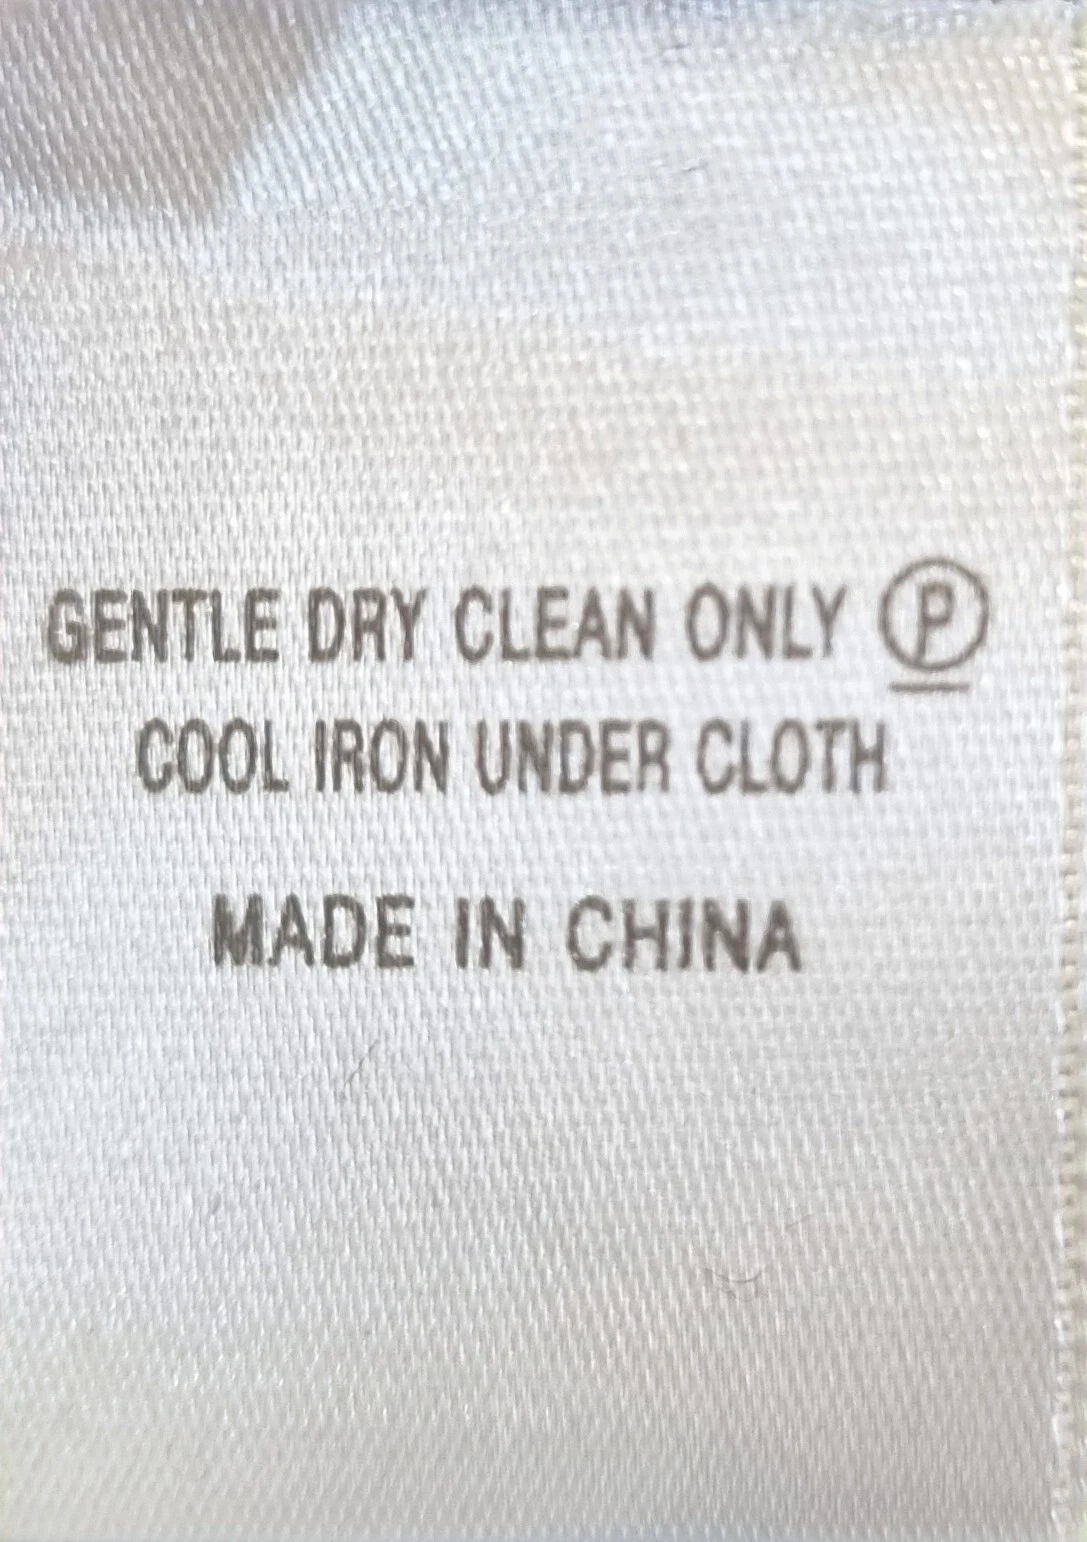 GENTLE DRY CLEAN ONLY Ⓟ
COOL IRON UNDER CLOTH
MADE IN CHINA